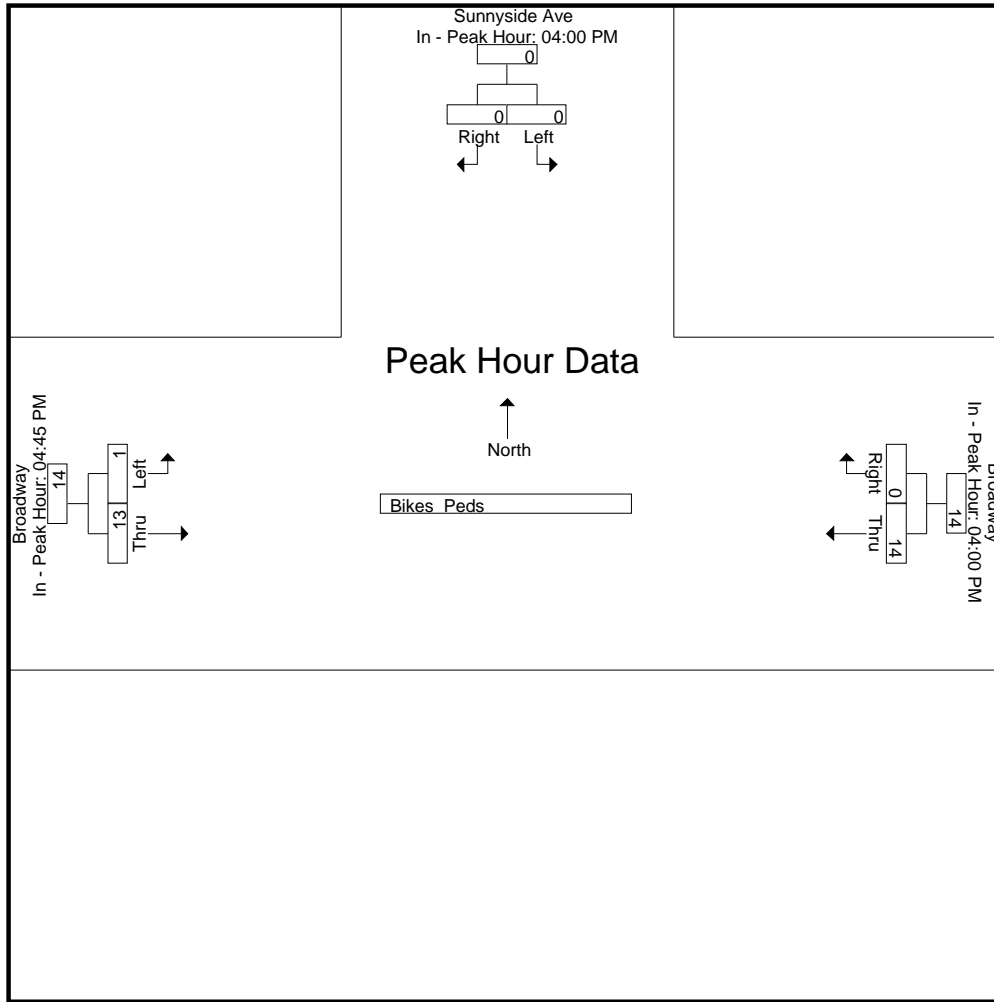 Sunnyside Ave
In - Peak Hour: 04:00 PM
0
0 0
Right Left
Peak Hour Data
North
Bikes Peds
Broadway
In - Peak Hour: 04:45 PM
14
1 13
Left Thru
Broadway
In - Peak Hour: 04:00 PM
14
0 14
Right Thru